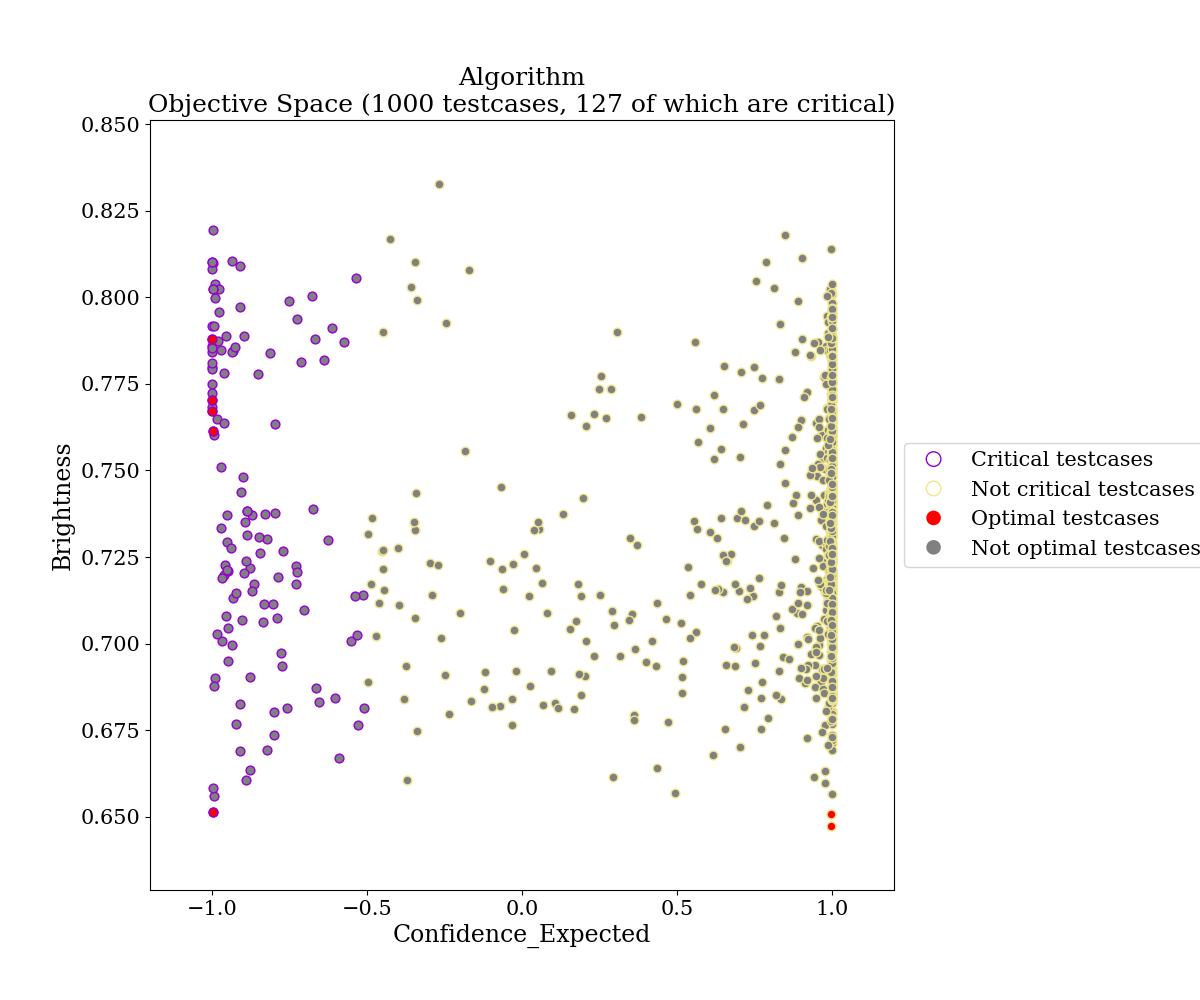 Algorithm
Objective Space (1000 testcases, 127 of which are critical)
0.850
0.825
0.800
0.775
0.750
0.725
0.700
0.675
0.650
Brightness
−1.0
−0.5
0.0
0.5
1.0
Confidence_Expected
Critical testcases
Not critical testcases
Optimal testcases
Not optimal testcases